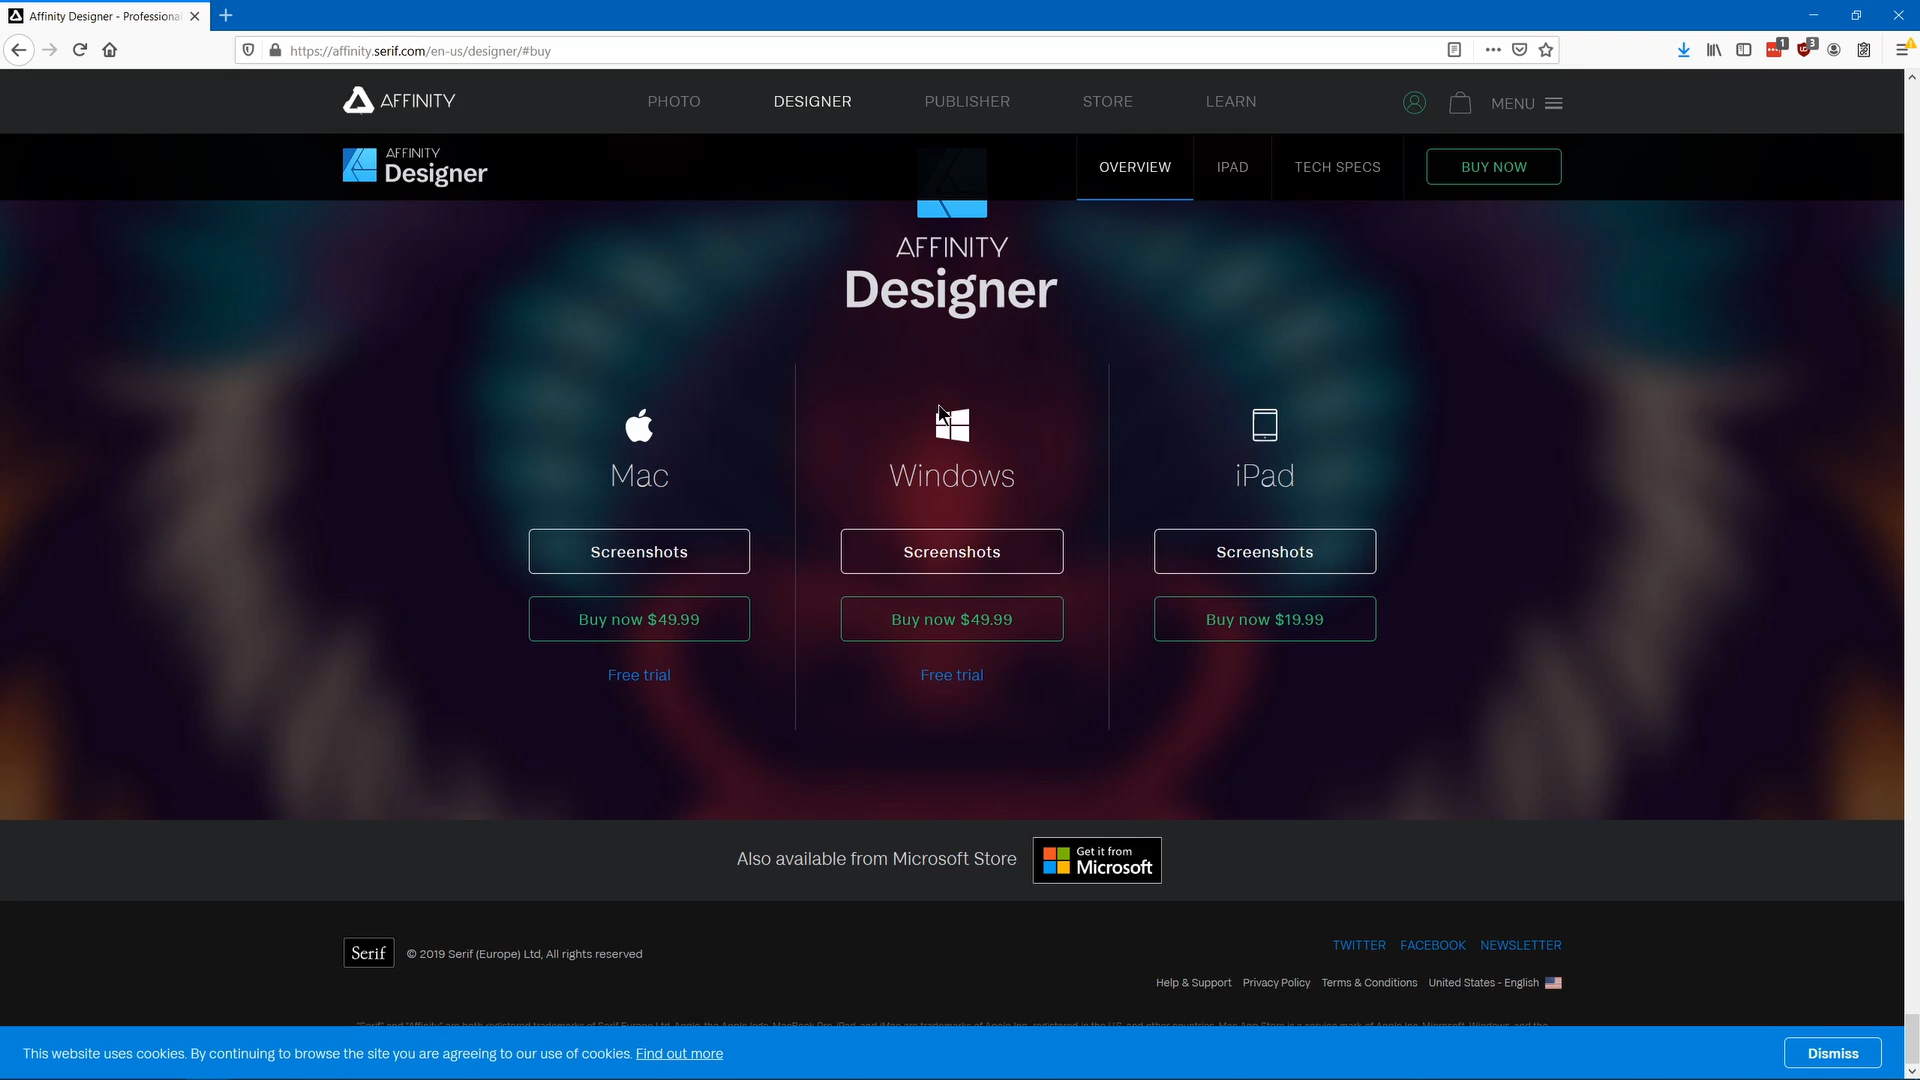 Affinity Designer - Professiona
https://affinity.serif.com/en-us/designer/#buy
1
3
AFFINITY
PHOTO
DESIGNER
PUBLISHER
STORE
LEARN
MENU
AFFINITY
Designer
OVERVIEW
IPAD
TECH SPECS
BUY NOW
AFFINITY
Designer
Mac
Windows
iPad
Screenshots
Screenshots
Screenshots
Buy now $49.99
Buy now $49.99
Buy now $19.99
Free trial
Free trial
Also available from Microsoft Store
Get it from
Microsoft
Serif
© 2019 Serif (Europe) Ltd, All rights reserved
TWITTER
FACEBOOK
NEWSLETTER
Help & Support
Privacy Policy
Terms & Conditions
United States - English
This website uses cookies. By continuing to browse the site you are agreeing to our use of cookies. Find out more
Dismiss